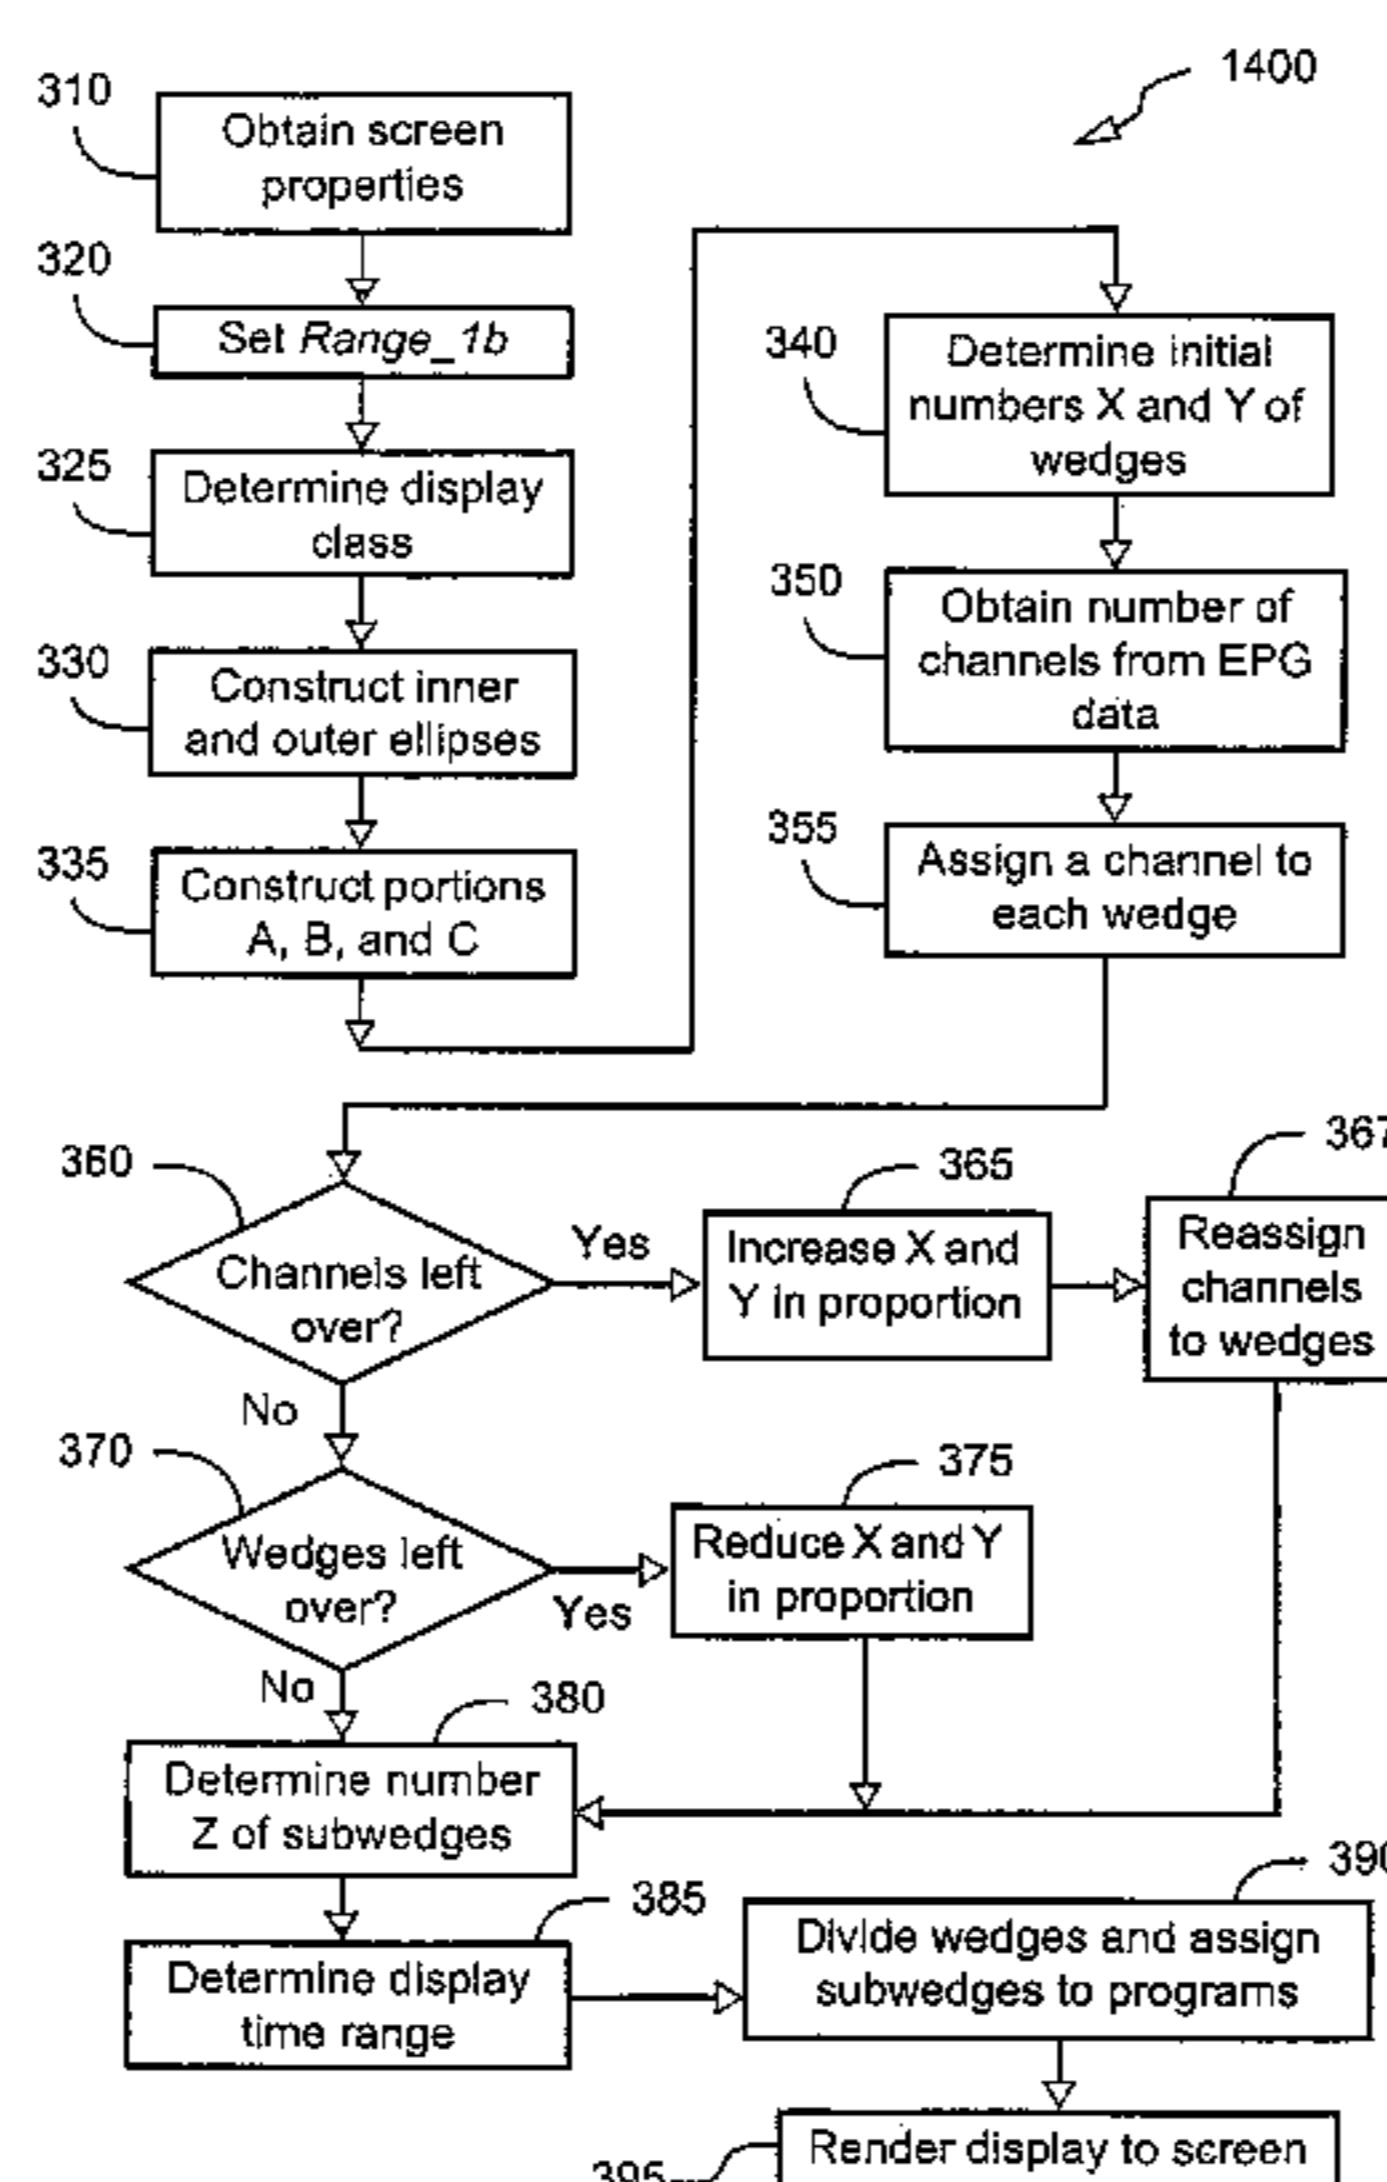 1400
310
Obtain screen
properties
320
Set Range_1b
325
Determine display
class
330
Construct inner
and outer ellipses
335
Construct portions
A, B, and C
340
Determine initial
numbers X and Y of
wedges
350
Obtain number of
channels from EPG
data
355
Assign a channel to
each wedge
360
Channels left
over?
Yes
No
365
Increase X and
Y in proportion
367
Reassign
channels
to wedges
370
Wedges left
over?
Yes
No
375
Reduce X and Y
in proportion
380
Determine number
Z of subwedges
385
Determine display
time range
390
Divide wedges and assign
subwedges to programs
395
Render display to screen